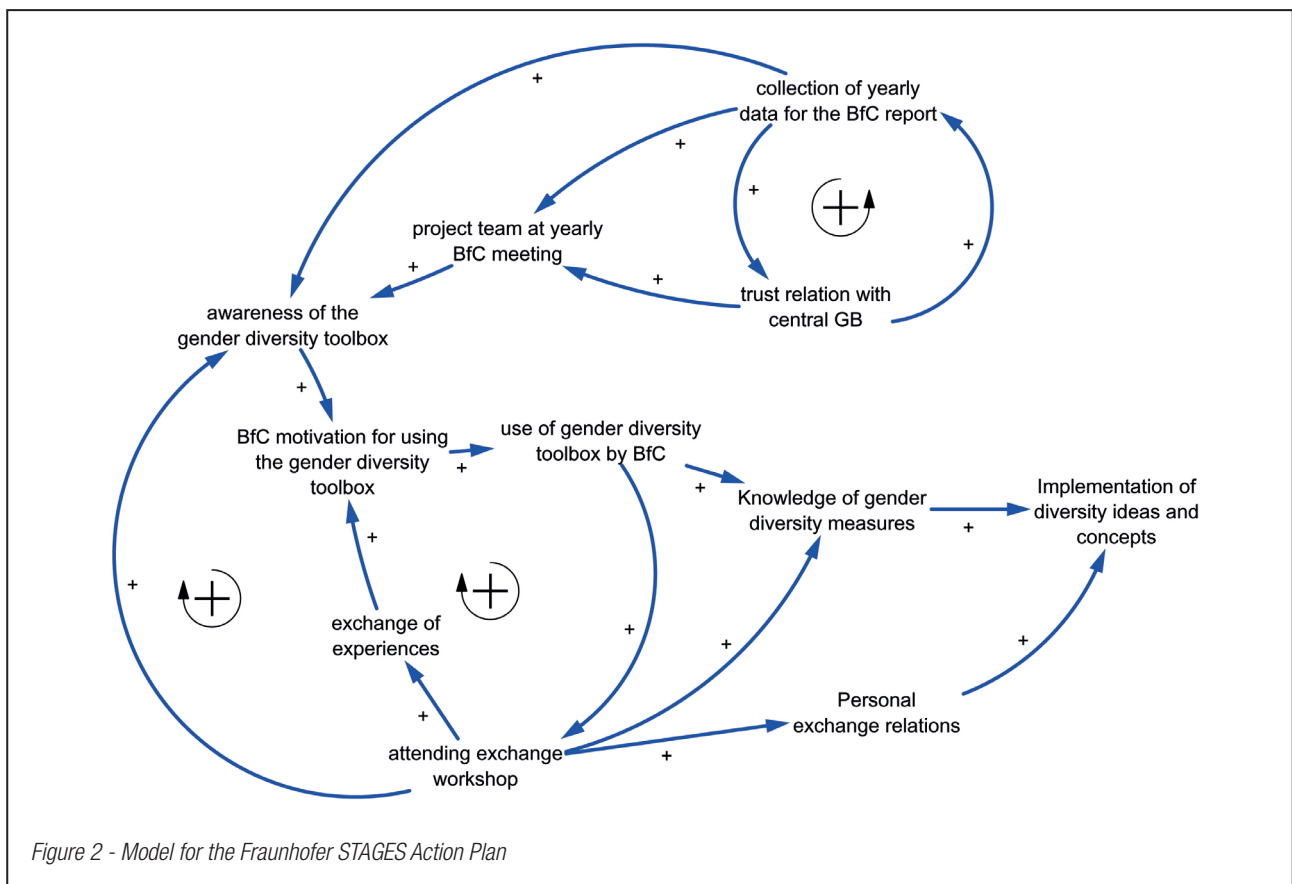 +
collection of yearly
data for the BfC report
+
+
+
project team at yearly
BfC meeting
+
+
+
trust relation with
central GB
awareness of the
gender diversity toolbox
+
BfC motivation for using
the gender diversity
toolbox
+
use of gender diversity
toolbox by BfC
+
Knowledge of gender
diversity measures
+
Implementation of
diversity ideas and
concepts
+
+
+
+
exchange of
experiences
+
+
+
+
attending exchange
workshop
+
Personal
exchange relations
Figure 2 - Model for the Fraunhofer STAGES Action Plan